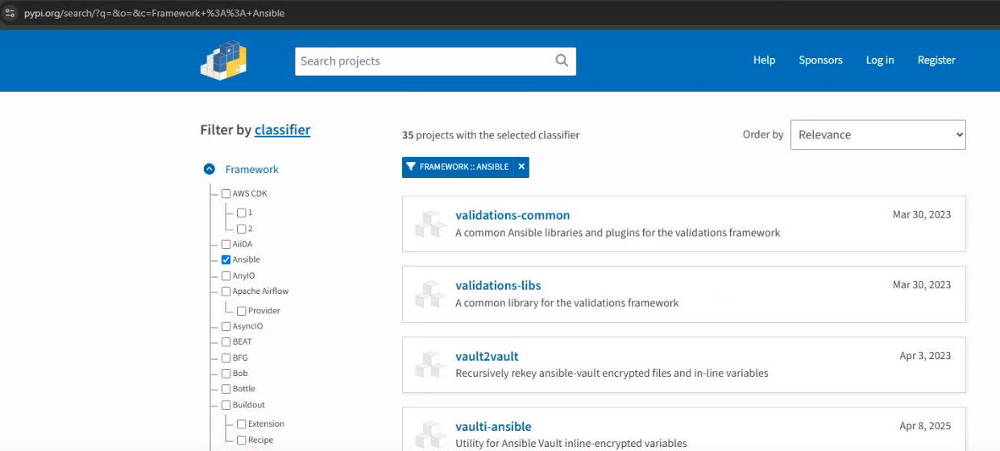 pypi.org/search/?q=&o=&c=Framework+%3A%3A+Ansible
Search projects
Help
Sponsors
Log in
Register
Filter by classifier
35 projects with the selected classifier
Order by
Relevance
FRAMEWORK :: ANSIBLE ✕
Framework
AWS CDK
1
2
AiiDA
Ansible
AnyIO
Apache Airflow
Provider
AsyncIO
BEAT
BFG
Bob
Bottle
Buildout
Extension
Recipe
validations-common
Mar 30, 2023
A common Ansible libraries and plugins for the validations framework
validations-libs
Mar 30, 2023
A common library for the validations framework
vault2vault
Apr 3, 2023
Recursively rekey ansible-vault encrypted files and in-line variables
vaulti-ansible
Apr 8, 2025
Utility for Ansible Vault inline-encrypted variables